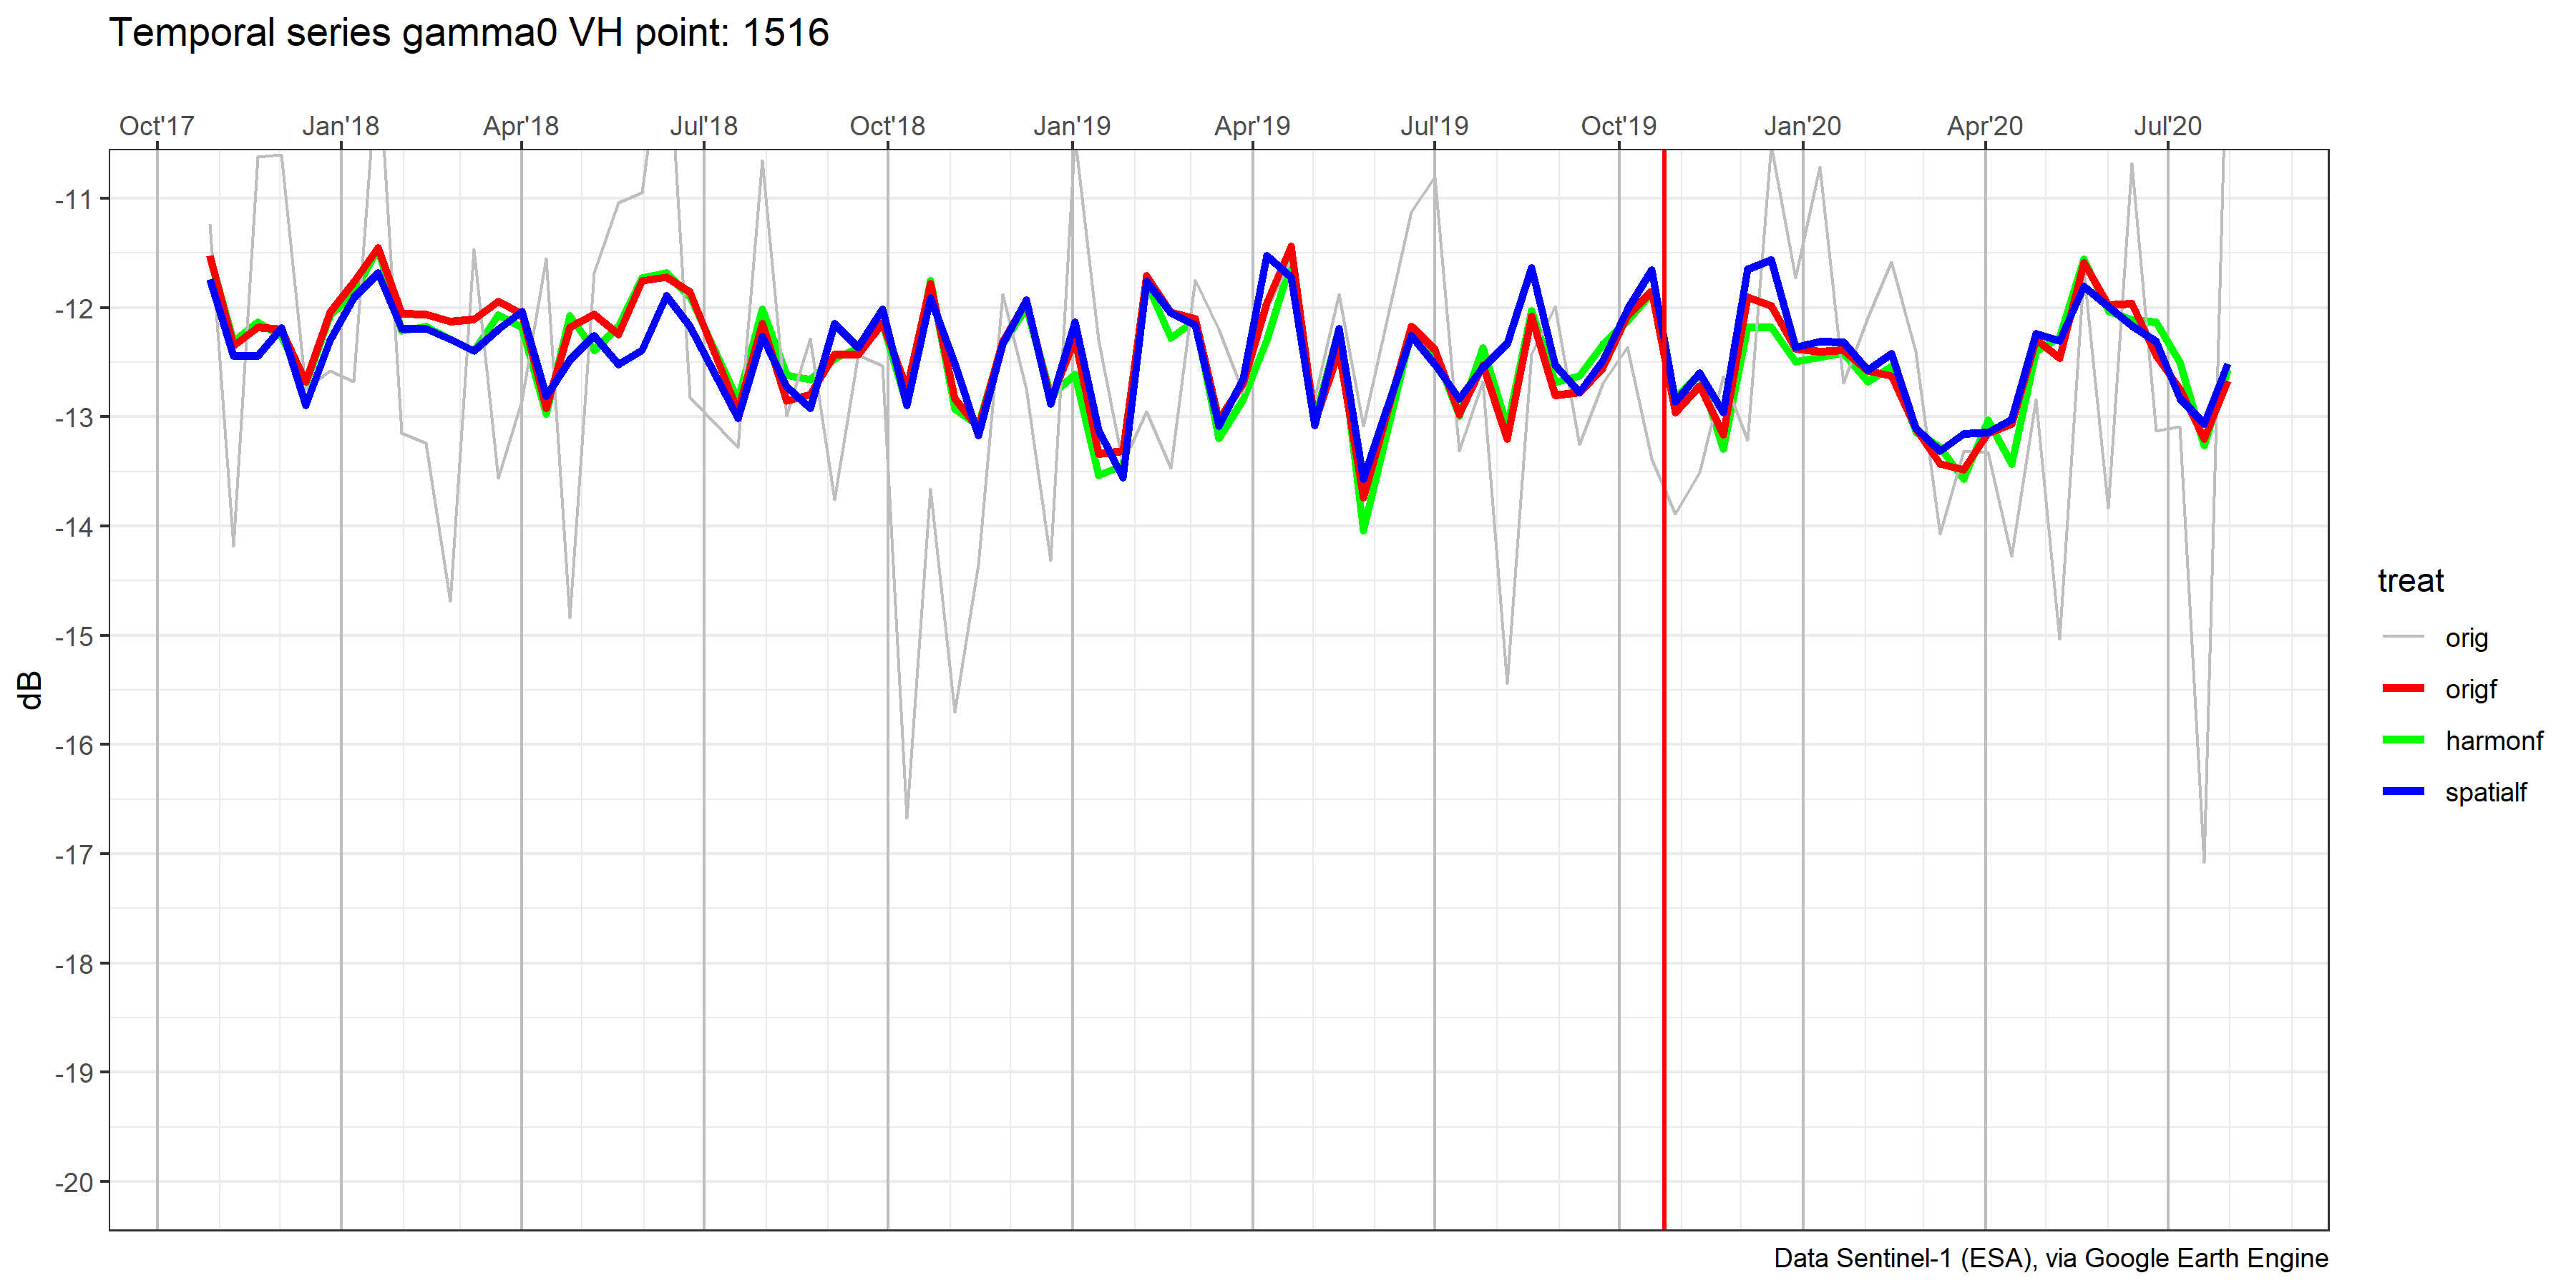 Temporal series gamma0 VH point: 1516
Oct'17 Jan'18 Apr'18 Jul'18 Oct'18 Jan'19 Apr'19 Jul'19 Oct'19 Jan'20 Apr'20 Jul'20
-11
-12
-13
-14
-15
-16
-17
-18
-19
-20
dB
treat
orig
origf
harmonf
spatialf
Data Sentinel-1 (ESA), via Google Earth Engine